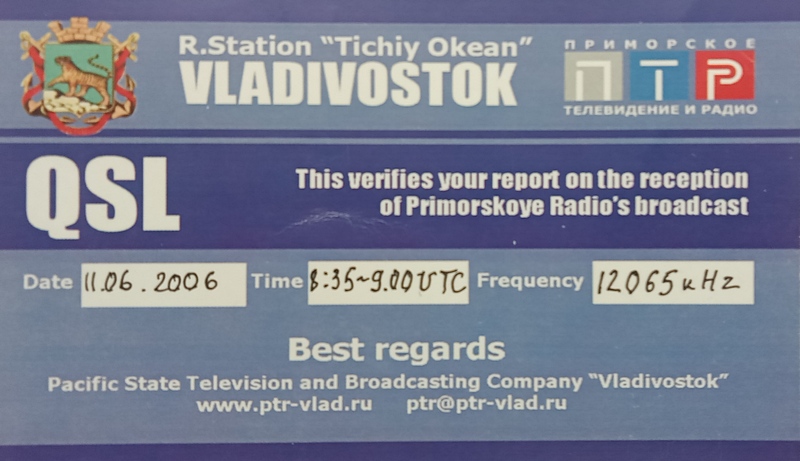 R.Station "Tichiy Okean"
VLADIVOSTOK
ПРИМОРСКОЕ
ПТР
ТЕЛЕВИДЕНИЕ И РАДИО
QSL
This verifies your report on the reception
of Primorskoye Radio's broadcast
Date 11.06.2006 Time 8:35~9.00 UTC Frequency 12065 кHz
Best regards
Pacific State Television and Broadcasting Company "Vladivostok"
www.ptr-vlad.ru ptr@ptr-vlad.ru